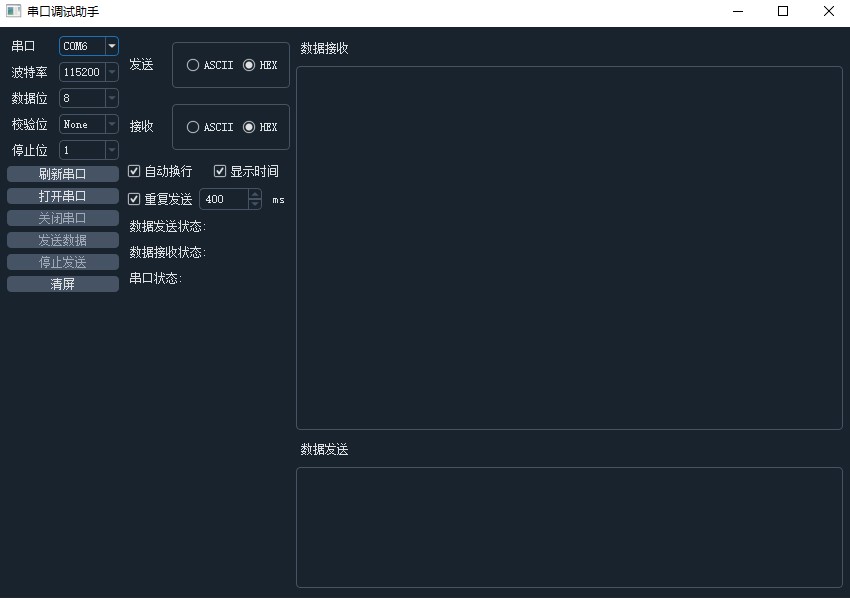 串口调试助手
串口 COM6
波特率 115200
数据位 8
校验位 None
停止位 1
刷新串口
打开串口
关闭串口
发送数据
停止发送
清屏
发送 ASCII HEX
接收 ASCII HEX
自动换行 显示时间
重复发送 400 ms
数据发送状态:
数据接收状态:
串口状态:
数据接收
数据发送